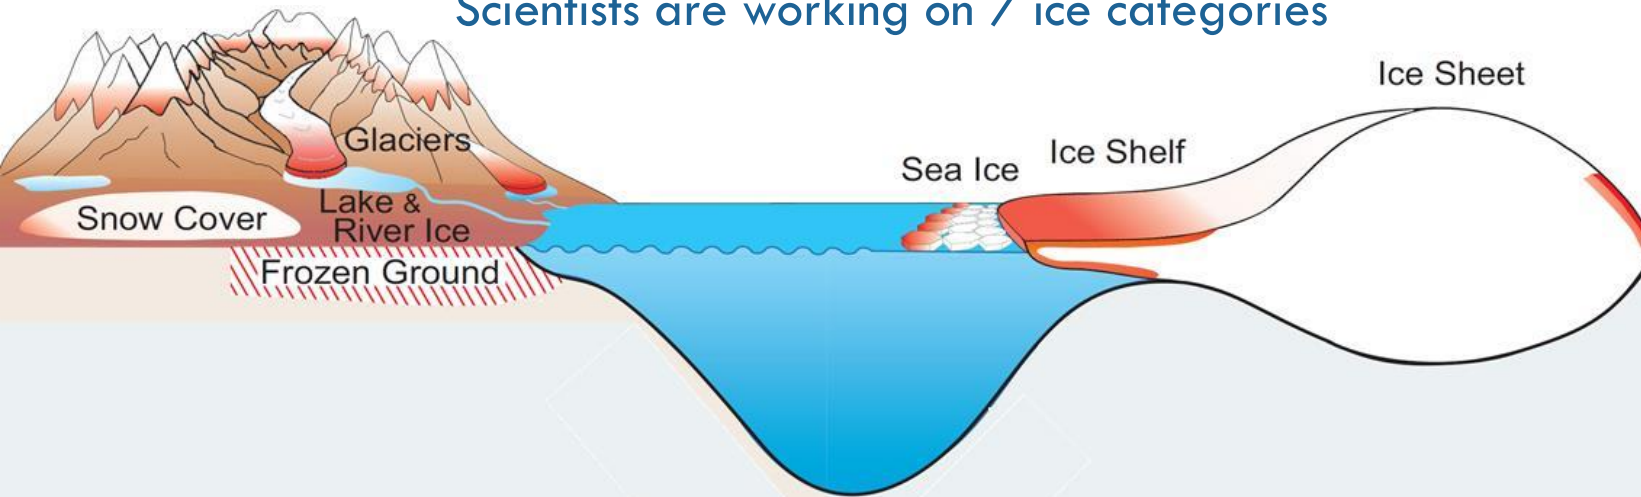 Scientists are working on 7 ice categories
Ice Sheet
Glaciers
Ice Shelf
Sea Ice
Lake &
River Ice
Snow Cover
Frozen Ground